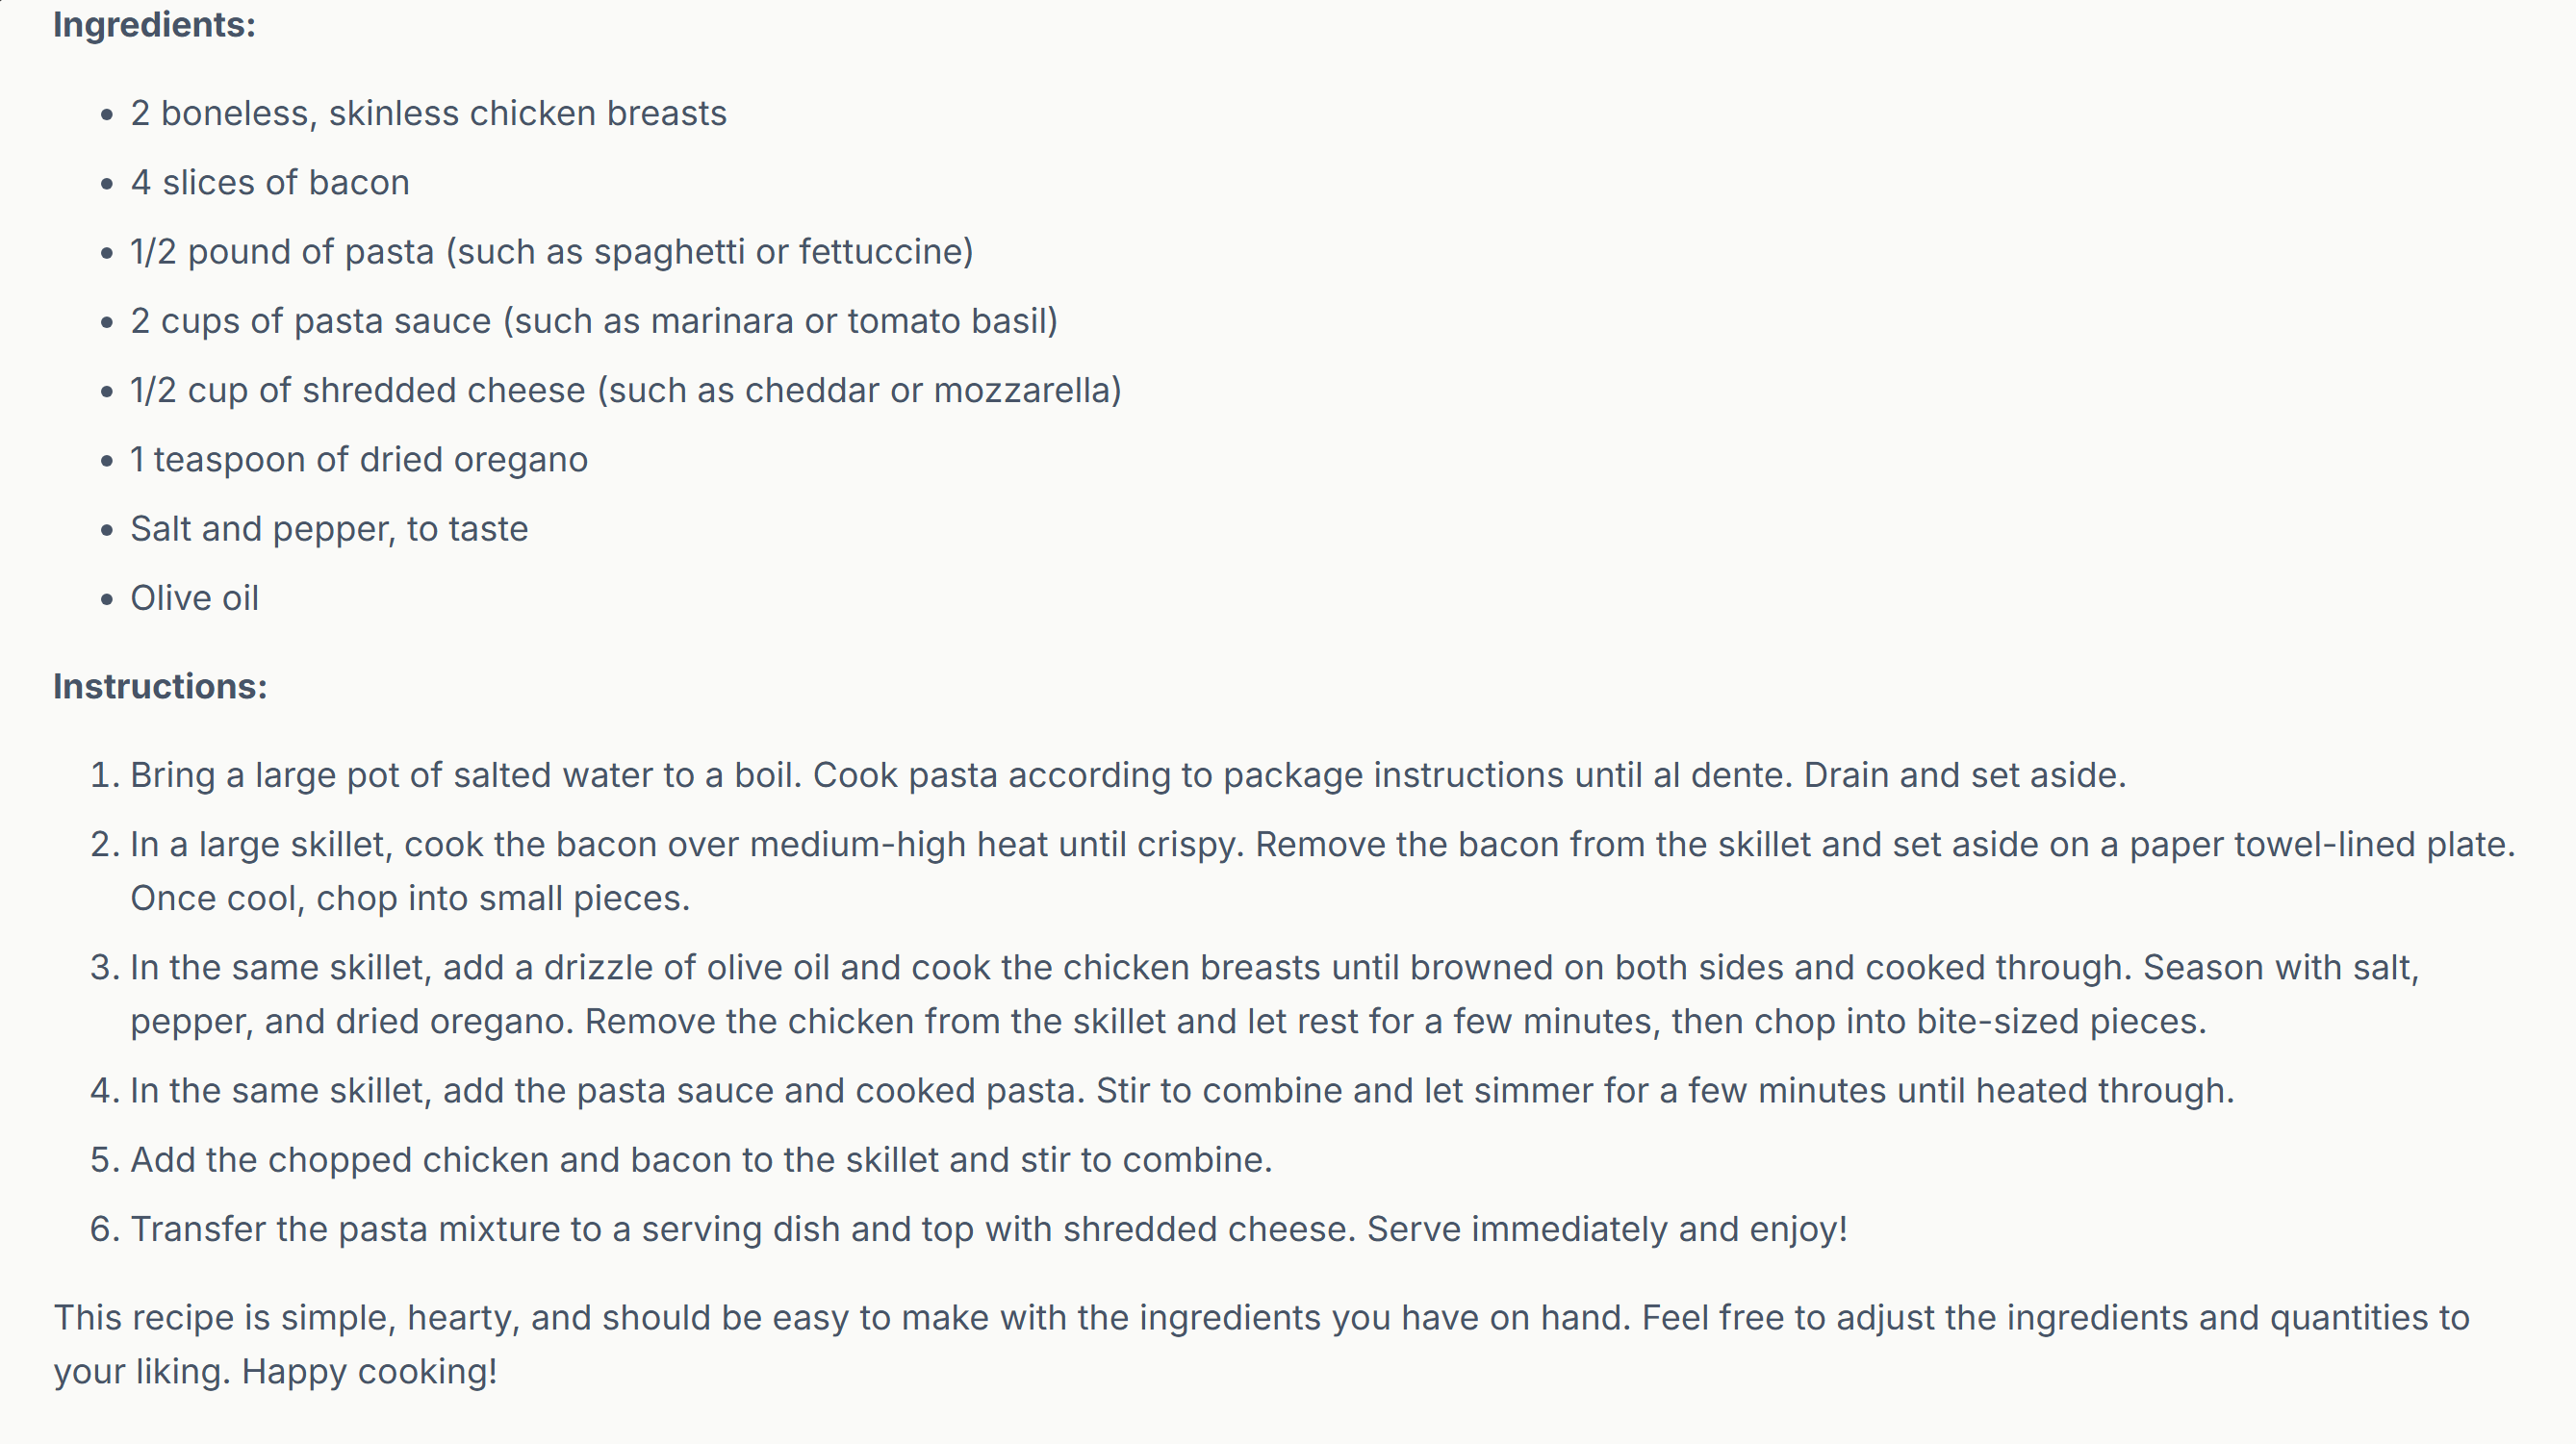 Ingredients:
• 2 boneless, skinless chicken breasts
• 4 slices of bacon
• 1/2 pound of pasta (such as spaghetti or fettuccine)
• 2 cups of pasta sauce (such as marinara or tomato basil)
• 1/2 cup of shredded cheese (such as cheddar or mozzarella)
• 1 teaspoon of dried oregano
• Salt and pepper, to taste
• Olive oil
Instructions:
1. Bring a large pot of salted water to a boil. Cook pasta according to package instructions until al dente. Drain and set aside.
2. In a large skillet, cook the bacon over medium-high heat until crispy. Remove the bacon from the skillet and set aside on a paper towel-lined plate.
Once cool, chop into small pieces.
3. In the same skillet, add a drizzle of olive oil and cook the chicken breasts until browned on both sides and cooked through. Season with salt,
pepper, and dried oregano. Remove the chicken from the skillet and let rest for a few minutes, then chop into bite-sized pieces.
4. In the same skillet, add the pasta sauce and cooked pasta. Stir to combine and let simmer for a few minutes until heated through.
5. Add the chopped chicken and bacon to the skillet and stir to combine.
6. Transfer the pasta mixture to a serving dish and top with shredded cheese. Serve immediately and enjoy!
This recipe is simple, hearty, and should be easy to make with the ingredients you have on hand. Feel free to adjust the ingredients and quantities to
your liking. Happy cooking!